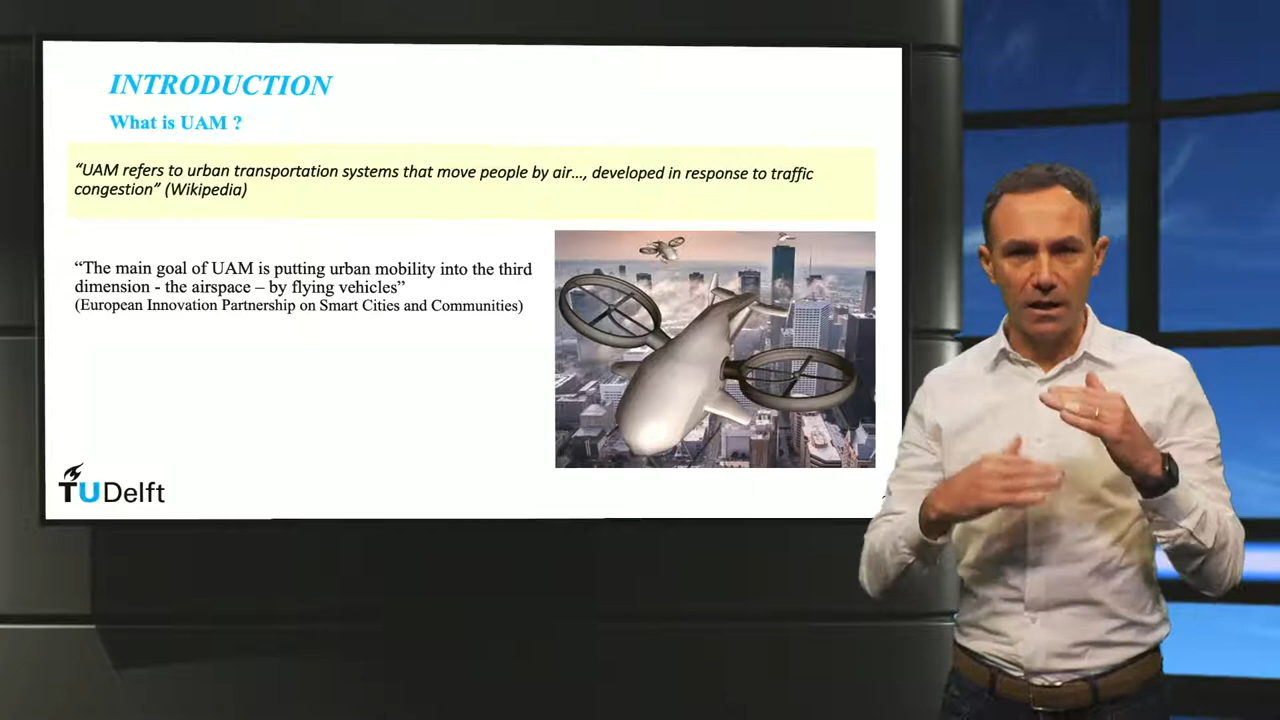 INTRODUCTION
What is UAM ?
“UAM refers to urban transportation systems that move people by air…, developed in response to traffic
congestion” (Wikipedia)
“The main goal of UAM is putting urban mobility into the third
dimension - the airspace – by flying vehicles”
(European Innovation Partnership on Smart Cities and Communities)
TUDelft